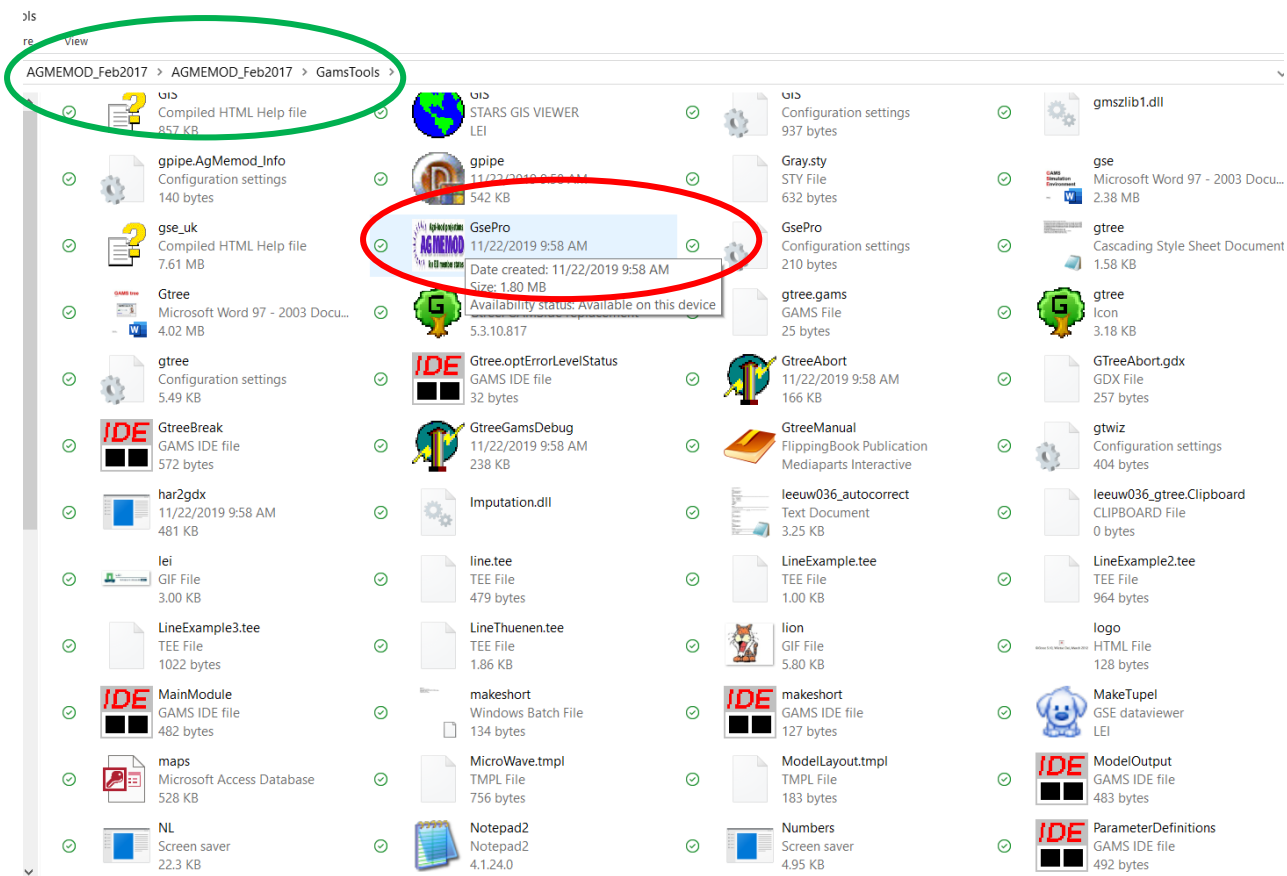 ols
re
View
AGMEMOD_Feb2017 > AGMEMOD_Feb2017 > GamsTools >
GIS
Compiled HTML Help file
857 KB
GIS
STARS GIS VIEWER
LEI
GIS
Configuration settings
937 bytes
gmszlib1.dll
gpipe.AgMemod_Info
Configuration settings
140 bytes
gpipe
11/22/2019 9:58 AM
542 KB
Gray.sty
STY File
632 bytes
gse
Microsoft Word 97 - 2003 Docu...
2.38 MB
gse_uk
Compiled HTML Help file
7.61 MB
AGMEMOD
GsePro
11/22/2019 9:58 AM
Date created: 11/22/2019 9:58 AM
Size: 1.80 MB
Availability status: Available on this device
GsePro
Configuration settings
210 bytes
gtree
Cascading Style Sheet Document
1.58 KB
Gtree
Microsoft Word 97 - 2003 Docu...
4.02 MB
5.3.10.817
gtree.gams
GAMS File
25 bytes
gtree
Icon
3.18 KB
gtree
Configuration settings
5.49 KB
IDE
Gtree.optErrorLevelStatus
GAMS IDE file
32 bytes
GtreeAbort
11/22/2019 9:58 AM
166 KB
GTreeAbort.gdx
GDX File
257 bytes
IDE
GtreeBreak
GAMS IDE file
572 bytes
GtreeGamsDebug
11/22/2019 9:58 AM
238 KB
GtreeManual
FlippingBook Publication
Mediaparts Interactive
gtwiz
Configuration settings
404 bytes
har2gdx
11/22/2019 9:58 AM
481 KB
Imputation.dll
leeuw036_autocorrect
Text Document
3.25 KB
leeuw036_gtree.Clipboard
CLIPBOARD File
0 bytes
lei
GIF File
3.00 KB
line.tee
TEE File
479 bytes
LineExample.tee
TEE File
1.00 KB
LineExample2.tee
TEE File
964 bytes
LineExample3.tee
TEE File
1022 bytes
LineThuenen.tee
TEE File
1.86 KB
lion
GIF File
5.80 KB
logo
HTML File
128 bytes
IDE
MainModule
GAMS IDE file
482 bytes
makeshort
Windows Batch File
134 bytes
IDE
makeshort
GAMS IDE file
127 bytes
MakeTupel
GSE dataviewer
LEI
maps
Microsoft Access Database
528 KB
MicroWave.tmpl
TMPL File
756 bytes
ModelLayout.tmpl
TMPL File
183 bytes
IDE
ModelOutput
GAMS IDE file
483 bytes
NL
Screen saver
22.3 KB
Notepad2
Notepad2
4.1.24.0
Numbers
Screen saver
4.95 KB
IDE
ParameterDefinitions
GAMS IDE file
492 bytes